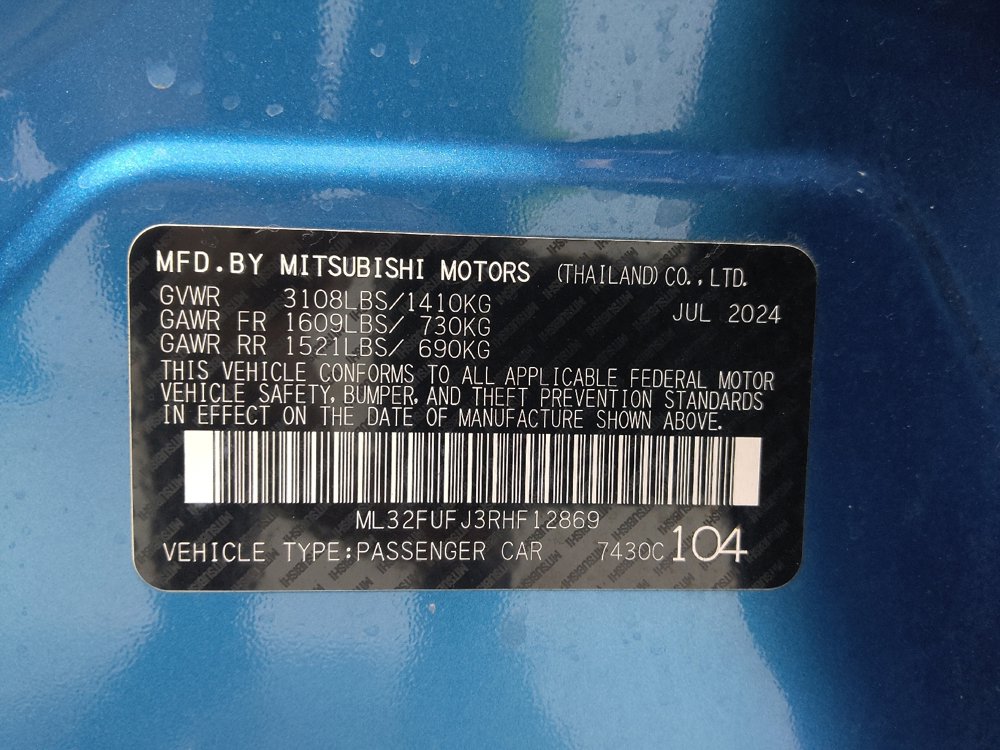 MFD.BY MITSUBISHI MOTORS (THAILAND) CO., LTD.
GVWR 3108LBS/1410KG JUL 2024
GAWR FR 1609LBS/ 730KG
GAWR RR 1521LBS/ 690KG
THIS VEHICLE CONFORMS TO ALL APPLICABLE FEDERAL MOTOR
VEHICLE SAFETY, BUMPER, AND THEFT PREVENTION STANDARDS
IN EFFECT ON THE DATE OF MANUFACTURE SHOWN ABOVE.
ML32FUFJ3RHF12869
VEHICLE TYPE:PASSENGER CAR 7430C 104